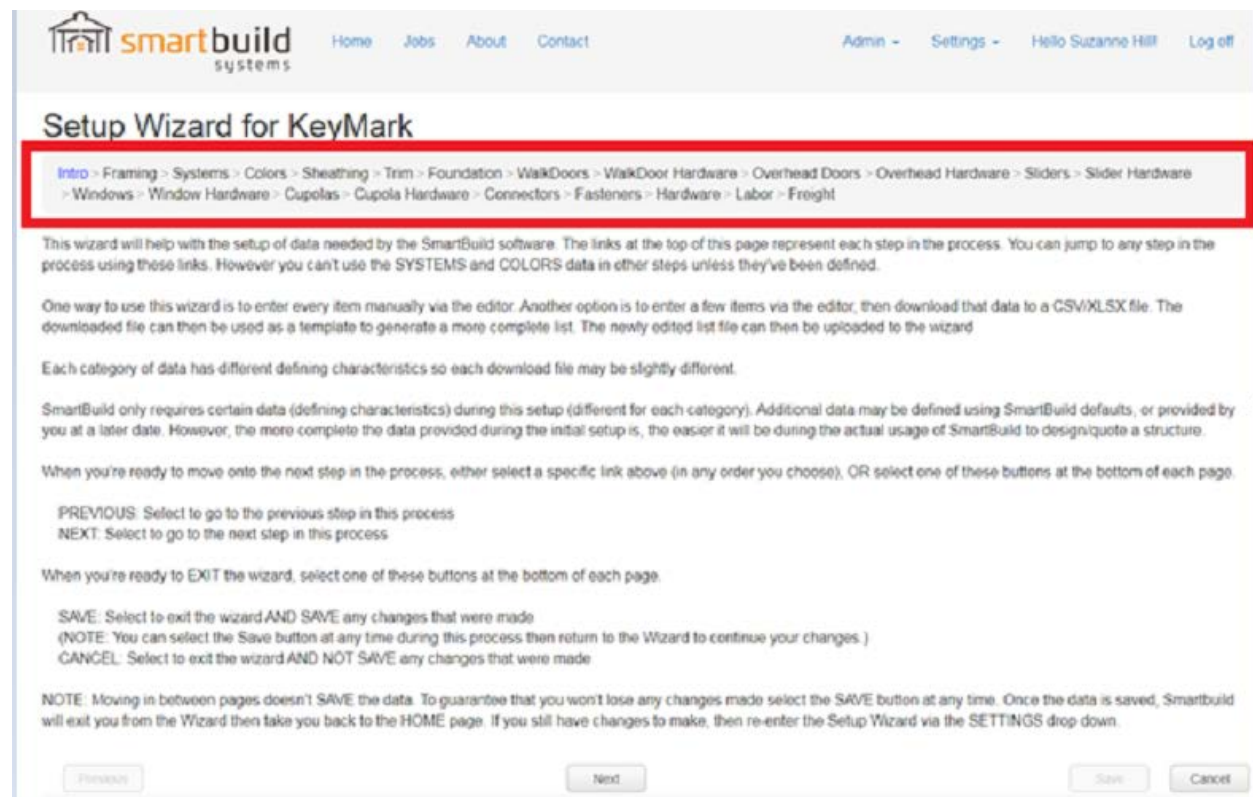 smartbuild
systems
Home Jobs About Contact Admin Settings Hello Suzanne Hill! Log off
Setup Wizard for KeyMark
Intro > Framing > Systems > Colors > Sheathing > Trim > Foundation > WalkDoors > WalkDoor Hardware > Overhead Doors > Overhead Hardware > Sliders > Slider Hardware
> Windows > Window Hardware > Cupolas > Cupola Hardware > Connectors > Fasteners > Hardware > Labor > Freight
This wizard will help with the setup of data needed by the SmartBuild software. The links at the top of this page represent each step in the process. You can jump to any step in the
process using these links. However you can't use the SYSTEMS and COLORS data in other steps unless they've been defined.
One way to use this wizard is to enter every item manually via the editor. Another option is to enter a few items via the editor, then download that data to a CSV/XLSX file. The
downloaded file can then be used as a template to generate a more complete list. The newly edited list file can then be uploaded to the wizard
Each category of data has different defining characteristics so each download file may be slightly different.
SmartBuild only requires certain data (defining characteristics) during this setup (different for each category). Additional data may be defined using SmartBuild defaults, or provided by
you at a later date. However, the more complete the data provided during the initial setup is, the easier it will be during the actual usage of SmartBuild to design/quote a structure.
When you're ready to move onto the next step in the process, either select a specific link above (in any order you choose), OR select one of these buttons at the bottom of each page.
PREVIOUS: Select to go to the previous step in this process
NEXT: Select to go to the next step in this process
When you're ready to EXIT the wizard, select one of these buttons at the bottom of each page.
SAVE: Select to exit the wizard AND SAVE any changes that were made
(NOTE: You can select the Save button at any time during this process then return to the Wizard to continue your changes.)
CANCEL: Select to exit the wizard AND NOT SAVE any changes that were made
NOTE: Moving in between pages doesn't SAVE the data. To guarantee that you won't lose any changes made select the SAVE button at any time. Once the data is saved, Smartbuild
will exit you from the Wizard then take you back to the HOME page. If you still have changes to make, then re-enter the Setup Wizard via the SETTINGS drop down.
Previous Next Save Cancel